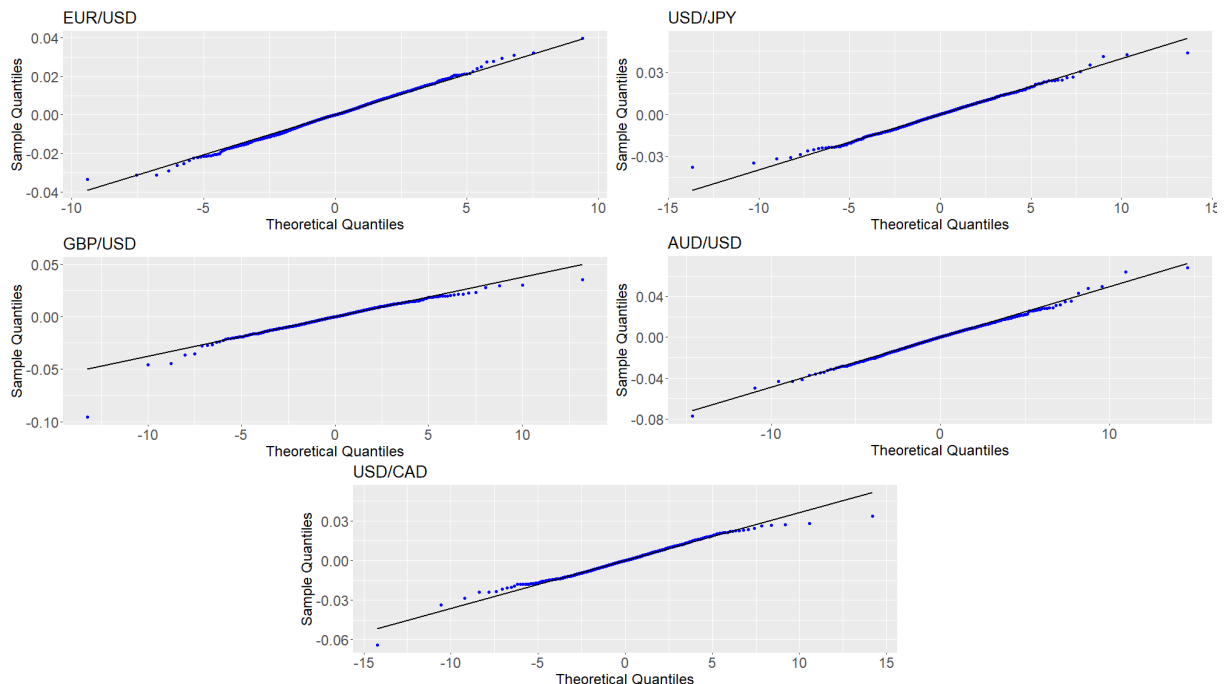 EUR/USD
0.04
0.02
0.00
-0.02
-0.04
Sample Quantiles
-10 -5 0 5 10
Theoretical Quantiles
USD/JPY
0.03
0.00
-0.03
Sample Quantiles
-15 -10 -5 0 5 10 15
Theoretical Quantiles
GBP/USD
0.05
0.00
-0.05
-0.10
Sample Quantiles
-10 -5 0 5 10
Theoretical Quantiles
AUD/USD
0.04
0.00
-0.04
-0.08
Sample Quantiles
-10 0 10
Theoretical Quantiles
USD/CAD
0.03
0.00
-0.03
-0.06
Sample Quantiles
-15 -10 -5 0 5 10 15
Theoretical Quantiles